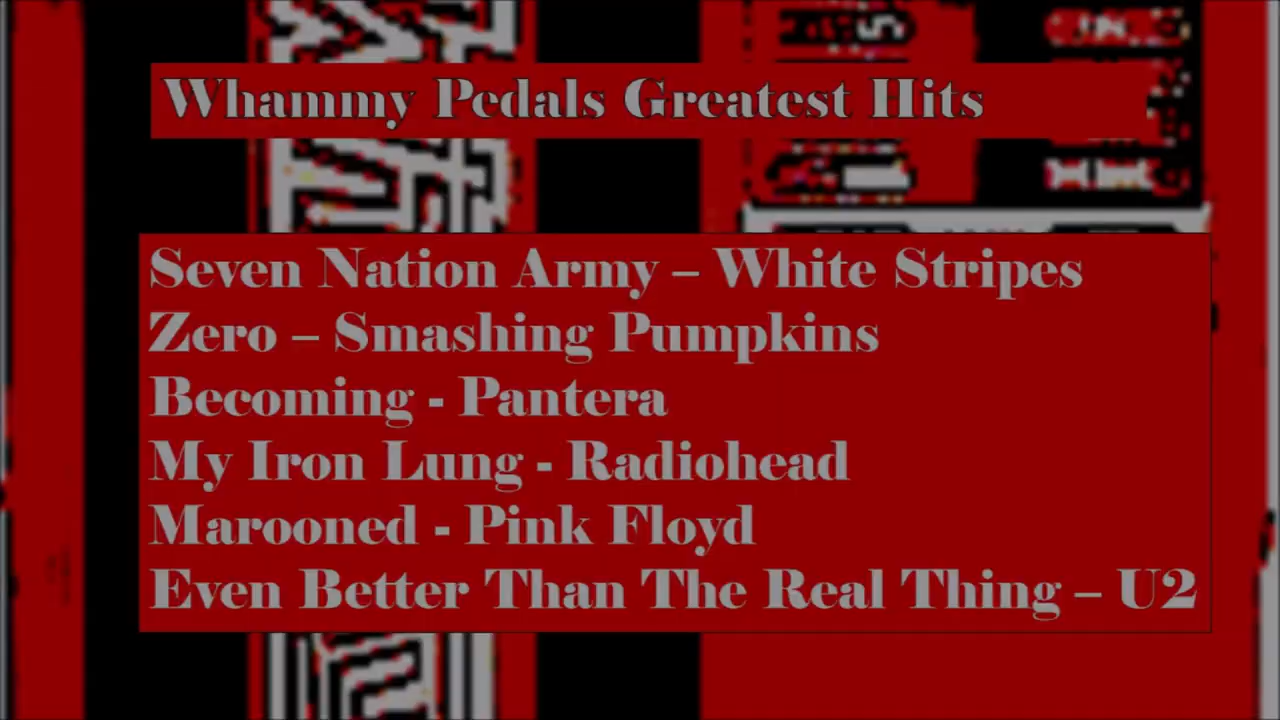 Whammy Pedals Greatest Hits
Seven Nation Army – White Stripes
Zero – Smashing Pumpkins
Becoming - Pantera
My Iron Lung - Radiohead
Marooned - Pink Floyd
Even Better Than The Real Thing – U2